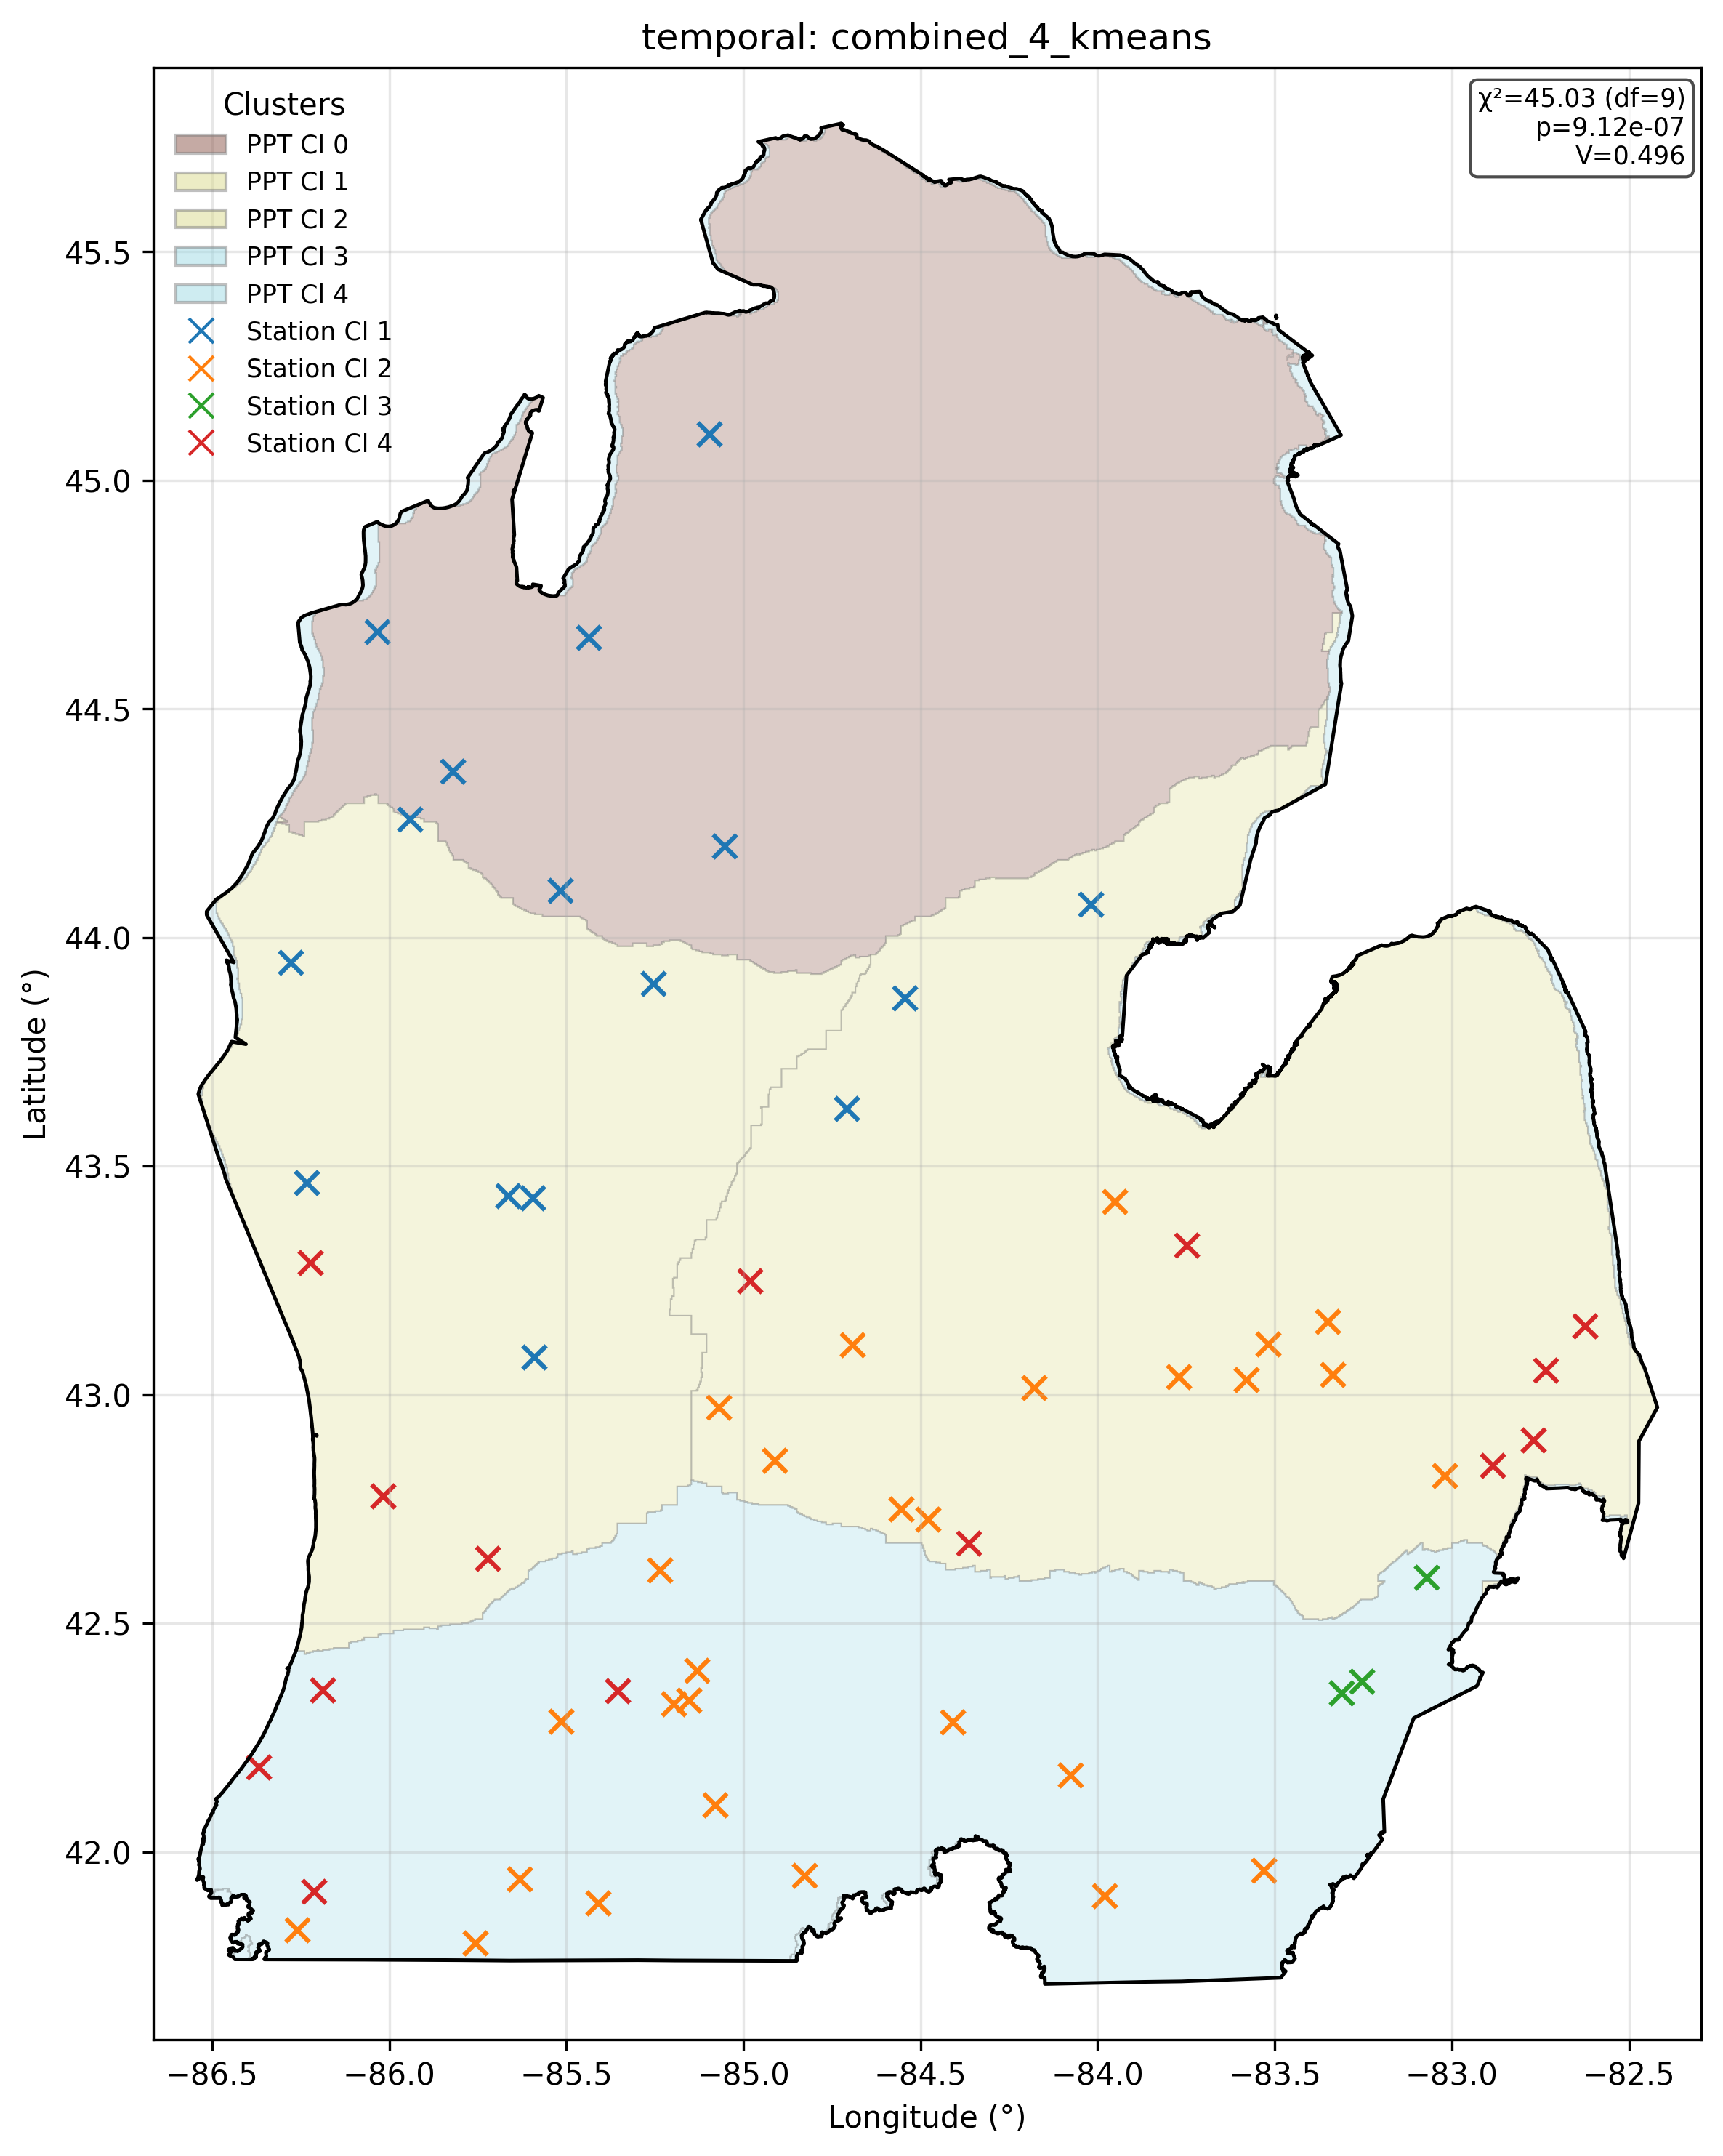 temporal: combined_4_kmeans
Clusters
PPT Cl 0
PPT Cl 1
PPT Cl 2
PPT Cl 3
PPT Cl 4
Station Cl 1
Station Cl 2
Station Cl 3
Station Cl 4
χ²=45.03 (df=9)
p=9.12e-07
V=0.496
45.5
45.0
44.5
44.0
43.5
43.0
42.5
42.0
Latitude (°)
−86.5 −86.0 −85.5 −85.0 −84.5 −84.0 −83.5 −83.0 −82.5
Longitude (°)